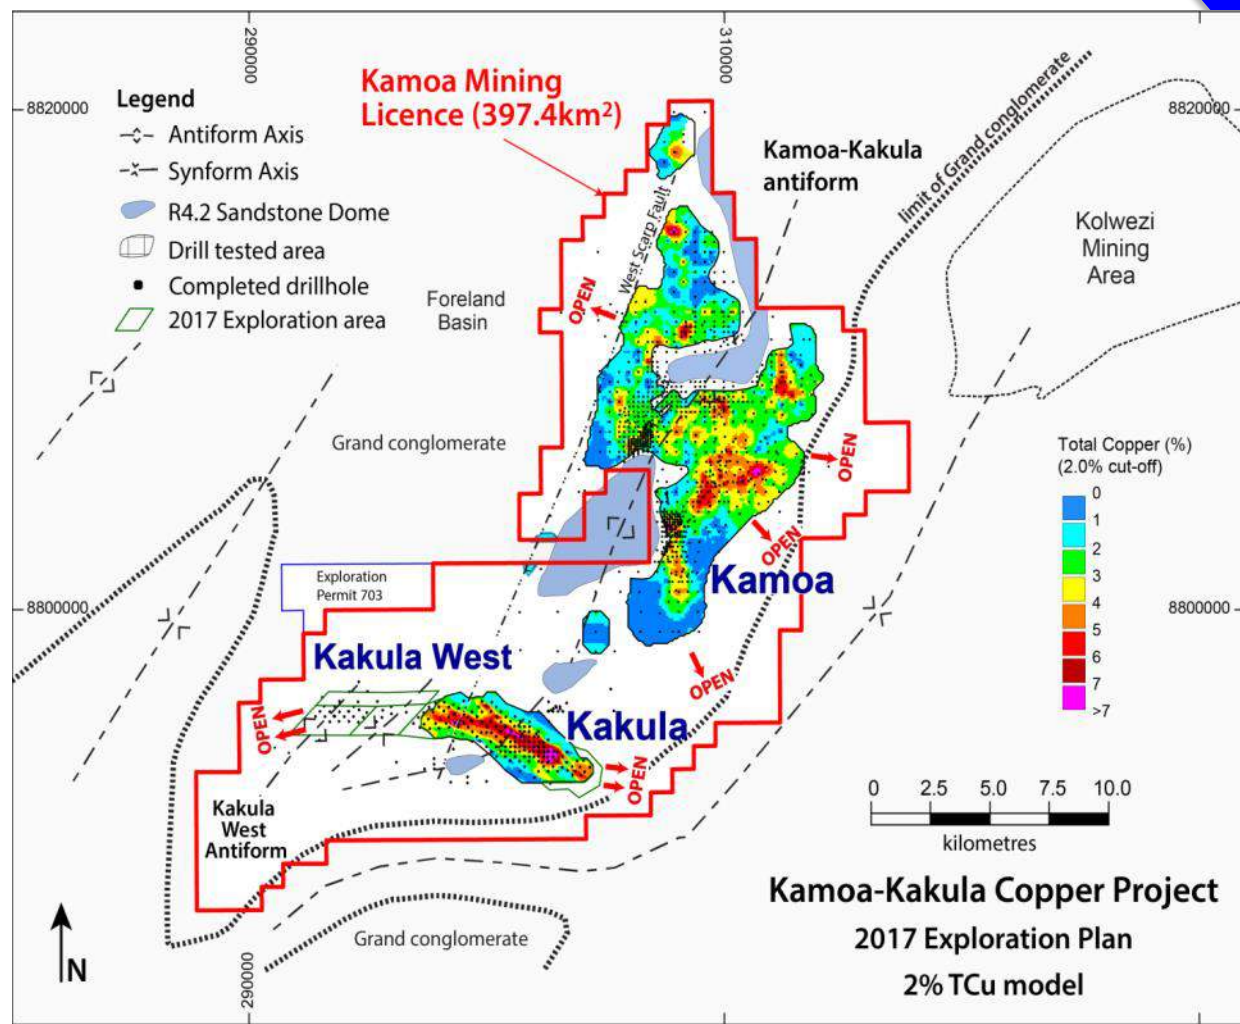 290000
310000
8820000
8820000
Legend
Antiform Axis
Synform Axis
R4.2 Sandstone Dome
Drill tested area
Completed drillhole
2017 Exploration area
Kamoa Mining
Licence (397.4km²)
Kamoa-Kakula
antiform
limit of Grand conglomerate
Kolwezi
Mining
Area
West Scarp Fault
Foreland
Basin
OPEN
Grand conglomerate
OPEN
OPEN
Total Copper (%)
(2.0% cut-off)
0
1
2
3
4
5
6
7
>7
Exploration
Permit 703
Kamoa
8800000
8800000
Kakula West
OPEN
OPEN
Kakula
OPEN
Kakula
West
Antiform
0 2.5 5.0 7.5 10.0
kilometres
Kamoa-Kakula Copper Project
2017 Exploration Plan
2% TCu model
Grand conglomerate
N
290000